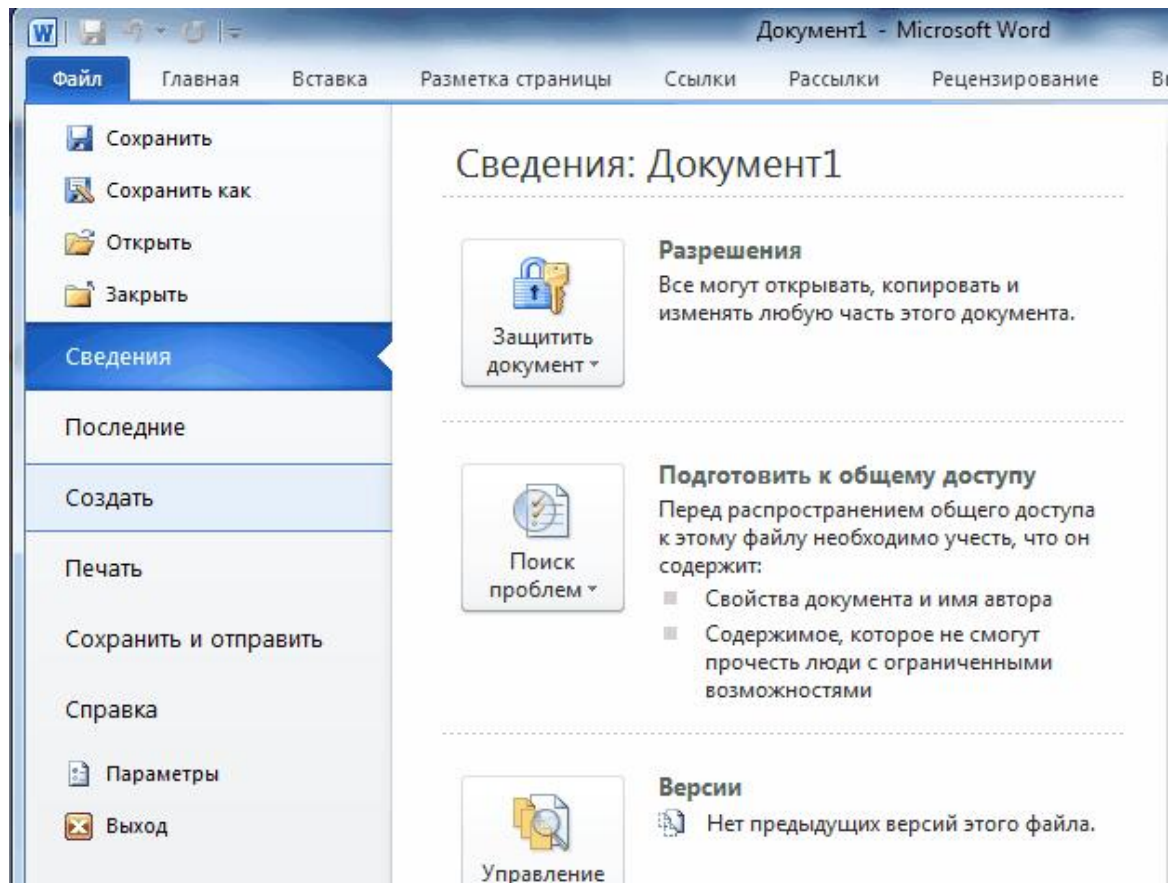 Документ1 - Microsoft Word
Файл Главная Вставка Разметка страницы Ссылки Рассылки Рецензирование
Сохранить
Сохранить как
Открыть
Закрыть
Сведения
Последние
Создать
Печать
Сохранить и отправить
Справка
Параметры
Выход
Сведения: Документ1
Защитить
документ
Разрешения
Все могут открывать, копировать и
изменять любую часть этого документа.
Поиск
проблем
Подготовить к общему доступу
Перед распространением общего доступа
к этому файлу необходимо учесть, что он
содержит:
Свойства документа и имя автора
Содержимое, которое не смогут
прочесть люди с ограниченными
возможностями
Управление
Версии
Нет предыдущих версий этого файла.